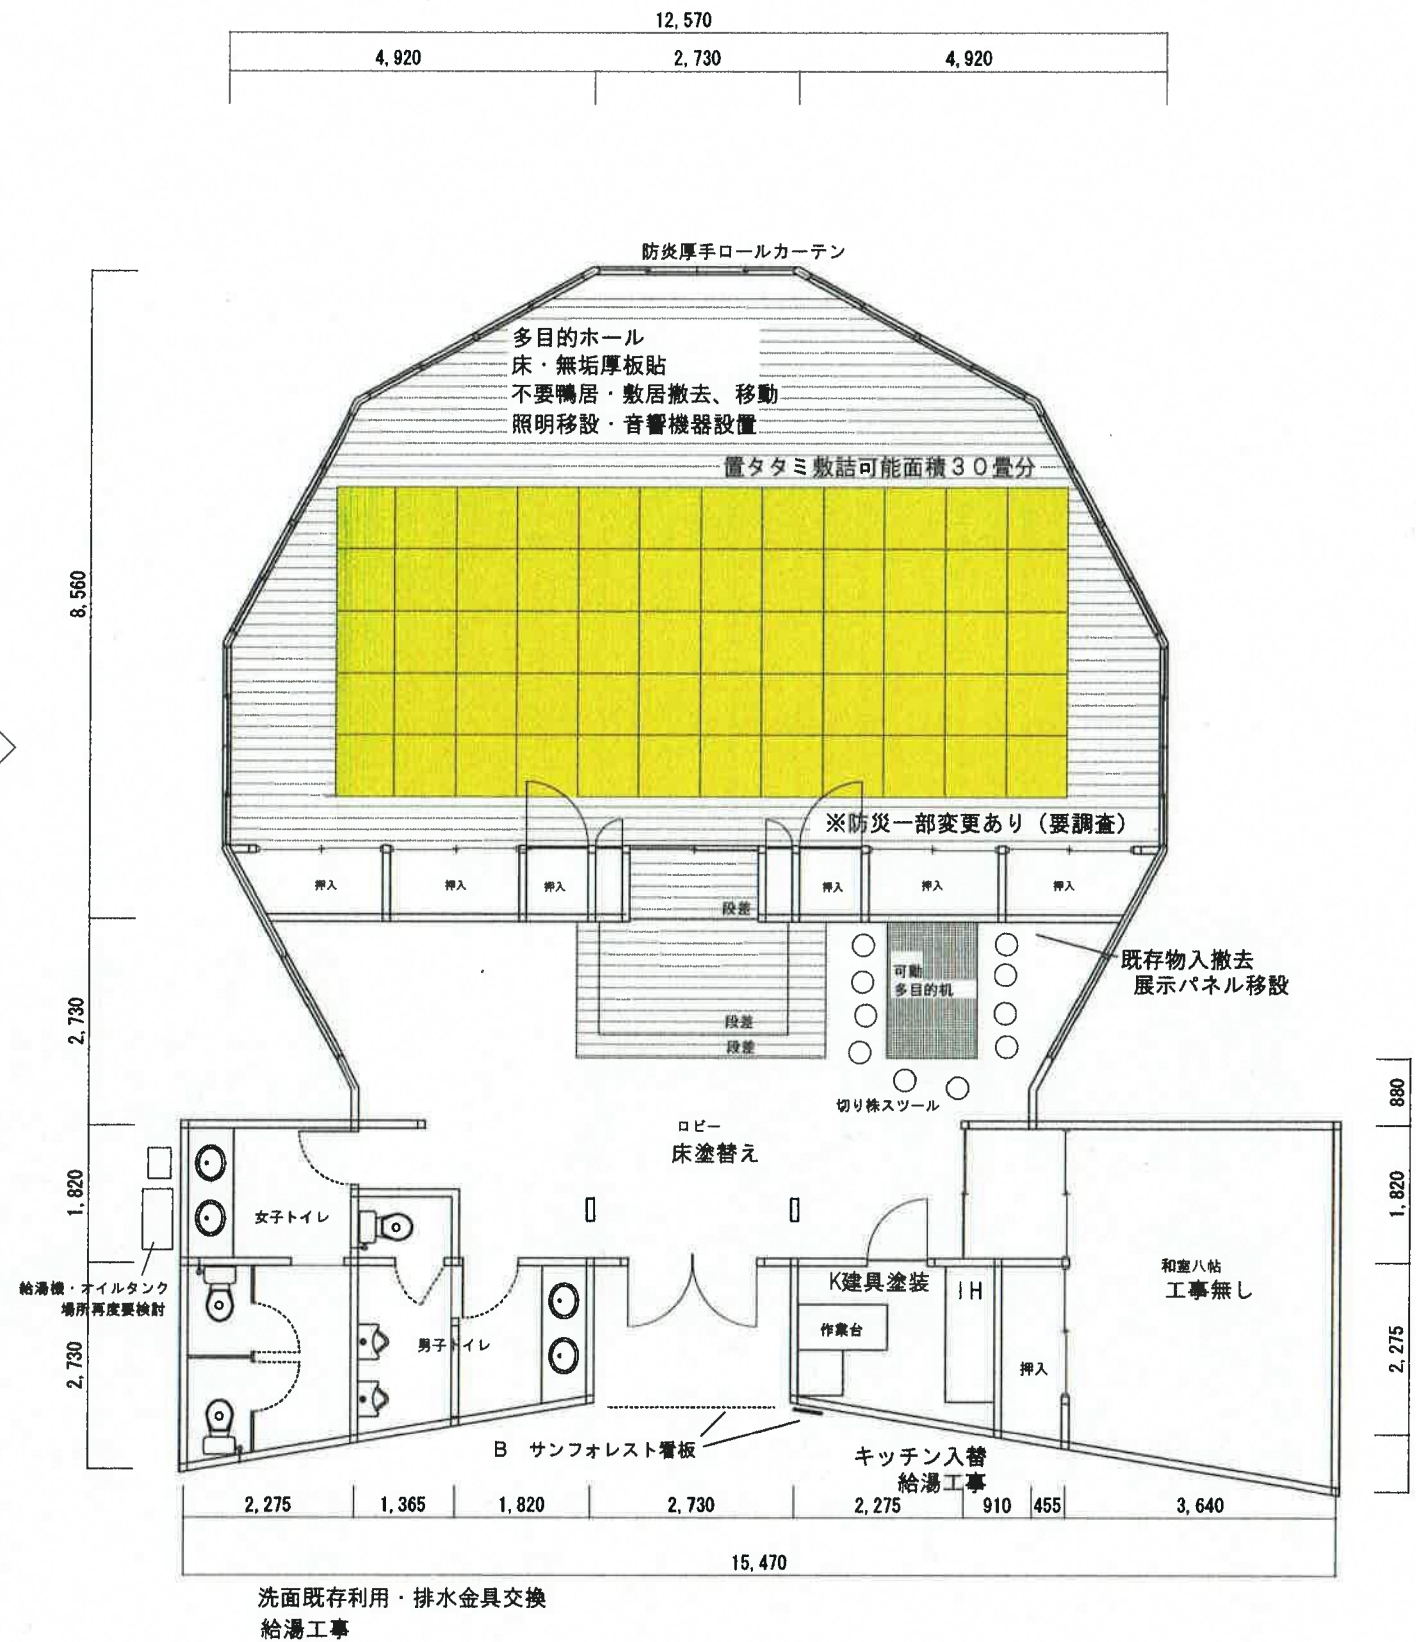 12,570
4,920
2,730
4,920
防炎厚手ロールカーテン
多目的ホール
床・無垢厚板貼
不要鴨居・敷居撤去、移動
照明移設・音響機器設置
置タタミ敷詰可能面積３０畳分
8,560
※防災一部変更あり（要調査）
押入
押入
押入
押入
押入
押入
段差
可動
多目的机
既存物入撤去
展示パネル移設
段差
段差
2,730
切り株スツール
880
ロビー
床塗替え
1,820
女子トイレ
1,820
給湯機・オイルタンク
場所再度要検討
K建具塗装
IH
和室八帖
工事無し
作業台
男子トイレ
押入
2,730
2,275
B サンフォレスト看板
キッチン入替
給湯工事
2,275
1,365
1,820
2,730
2,275
910
455
3,640
15,470
洗面既存利用・排水金具交換
給湯工事